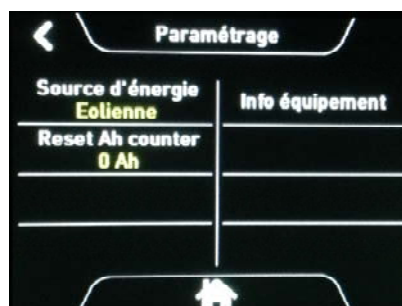 Paramétrage
Source d'énergie
Eolienne
Info équipement
Reset Ah counter
0 Ah